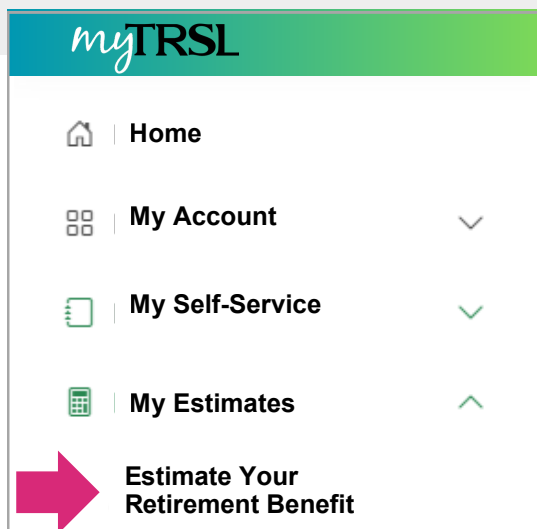 myTRSL
Home
My Account
My Self-Service
My Estimates
Estimate Your
Retirement Benefit